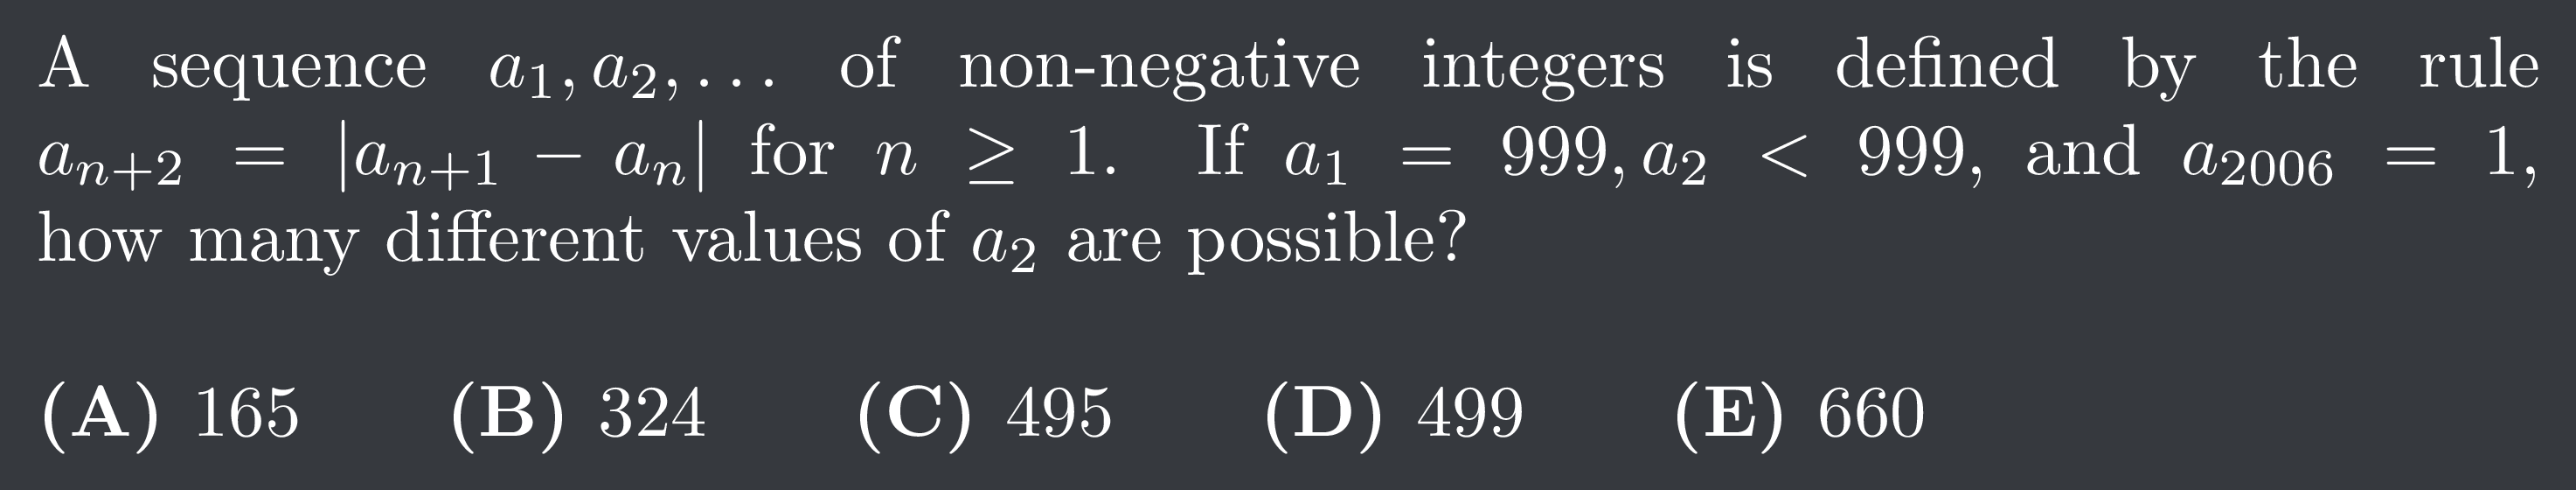 A sequence $a_1, a_2, \ldots$ of non-negative integers is defined by the rule
$a_{n+2} = |a_{n+1} - a_n|$ for $n \geq 1$. If $a_1 = 999, a_2 < 999$, and $a_{2006} = 1$,
how many different values of $a_2$ are possible?
(A) 165 (B) 324 (C) 495 (D) 499 (E) 660